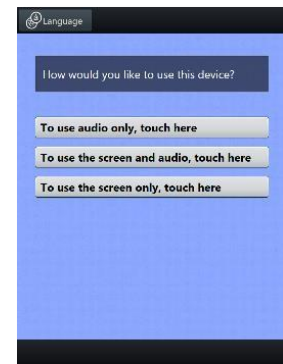 Language
How would you like to use this device?
To use audio only, touch here
To use the screen and audio, touch here
To use the screen only, touch here